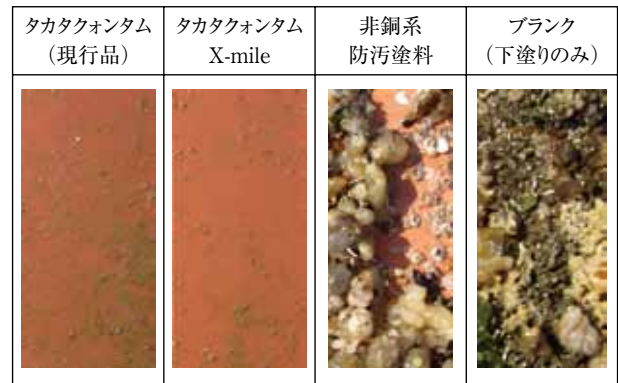 タカタクォンタム
（現行品）
タカタクォンタム
X-mile
非銅系
防汚塗料
ブランク
（下塗りのみ）